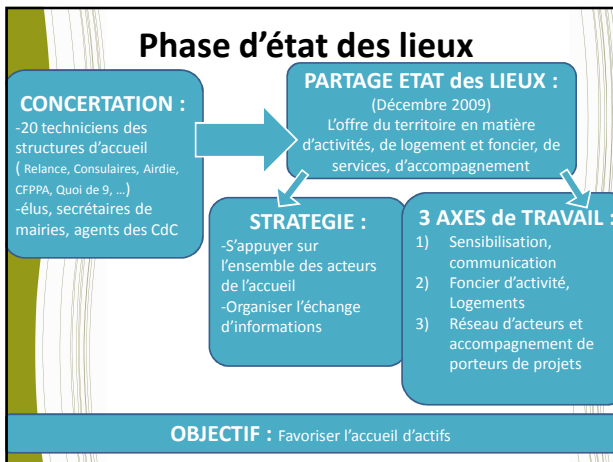 Phase d’état des lieux
CONCERTATION :
-20 techniciens des
structures d’accueil
( Relance, Consulaires, Airdie,
CFPPA, Quoi de 9, …)
-élus, secrétaires de
mairies, agents des CdC
PARTAGE ETAT des LIEUX :
(Décembre 2009)
L’offre du territoire en matière
d’activités, de logement et foncier, de
services, d’accompagnement
STRATEGIE :
-S’appuyer sur
l’ensemble des acteurs
de l’accueil
-Organiser l’échange
d’informations
3 AXES de TRAVAIL :
1) Sensibilisation,
communication
2) Foncier d’activité,
Logements
3) Réseau d’acteurs et
accompagnement de
porteurs de projets
OBJECTIF : Favoriser l’accueil d’actifs